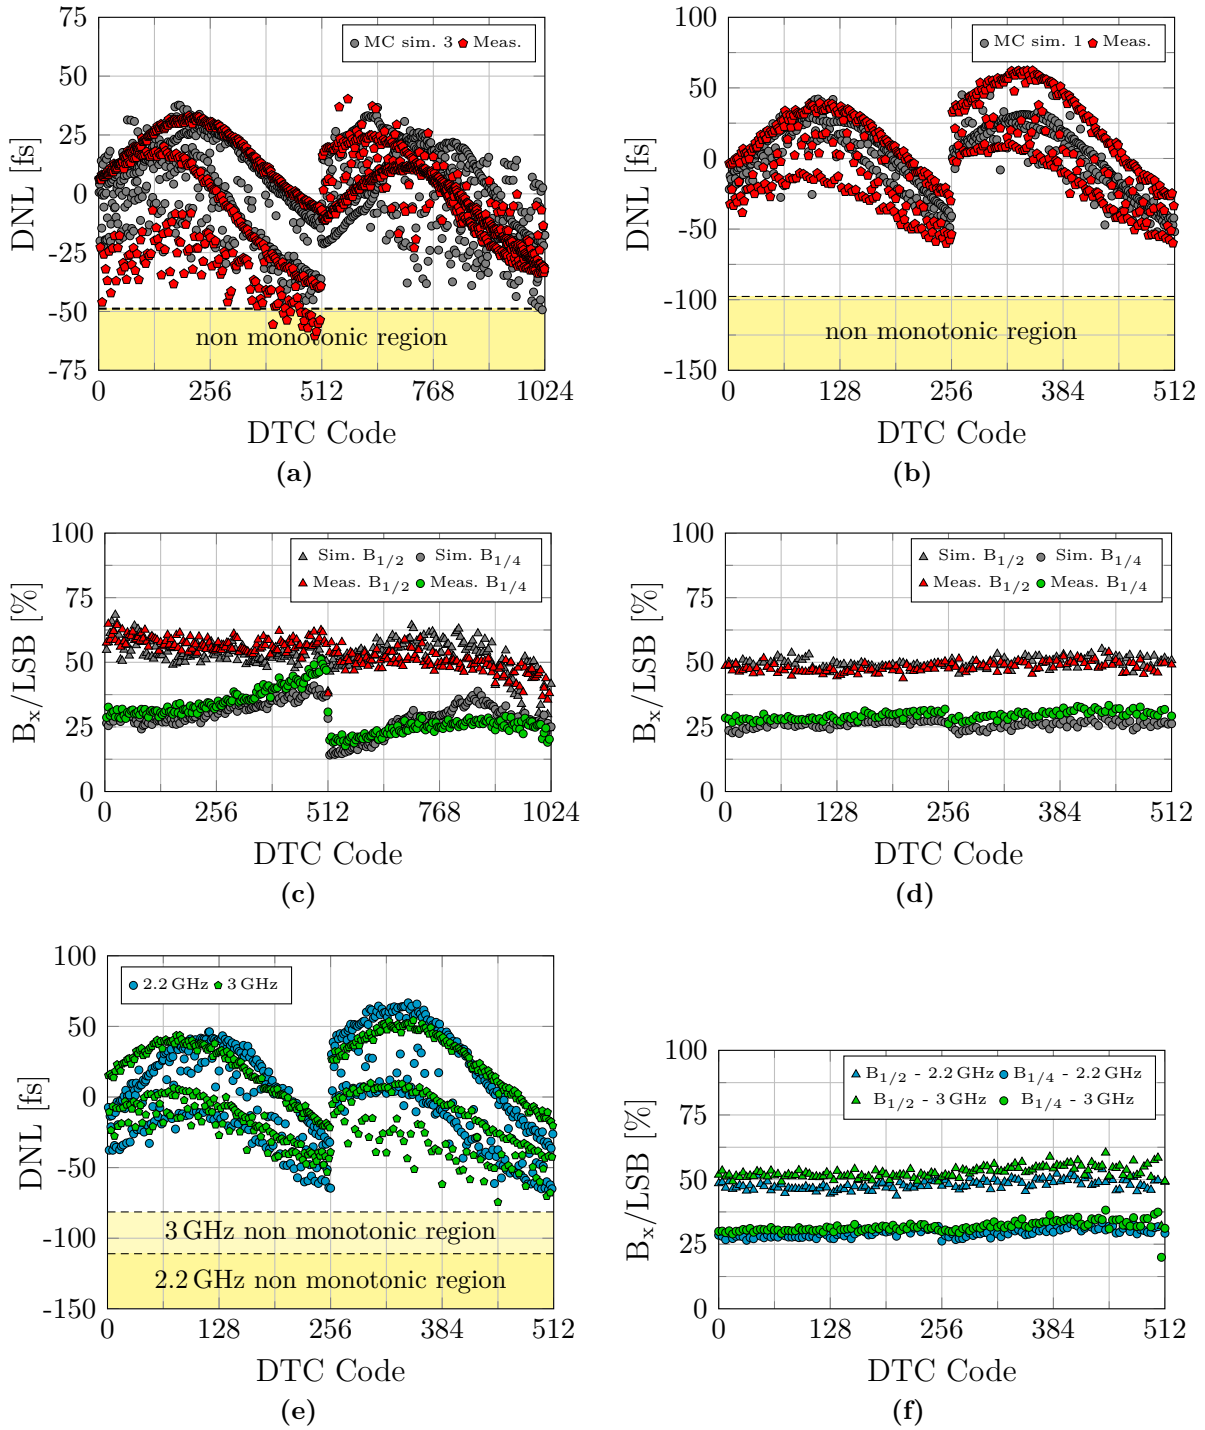 75
50
25
0
-25
-50
-75
DNL [fs]
MC sim. 3 Meas.
non monotonic region
0 256 512 768 1024
DTC Code
(a)
100
50
0
-50
-100
-150
DNL [fs]
MC sim. 1 Meas.
non monotonic region
0 128 256 384 512
DTC Code
(b)
100
75
50
25
0
Bx/LSB [%]
Sim. B1/2 Sim. B1/4
Meas. B1/2 Meas. B1/4
0 256 512 768 1024
DTC Code
(c)
100
75
50
25
0
Bx/LSB [%]
Sim. B1/2 Sim. B1/4
Meas. B1/2 Meas. B1/4
0 128 256 384 512
DTC Code
(d)
100
50
0
-50
-100
-150
DNL [fs]
2.2 GHz 3 GHz
3 GHz non monotonic region
2.2 GHz non monotonic region
0 128 256 384 512
DTC Code
(e)
100
75
50
25
0
Bx/LSB [%]
B1/2 - 2.2 GHz B1/4 - 2.2 GHz
B1/2 - 3 GHz B1/4 - 3 GHz
0 128 256 384 512
DTC Code
(f)